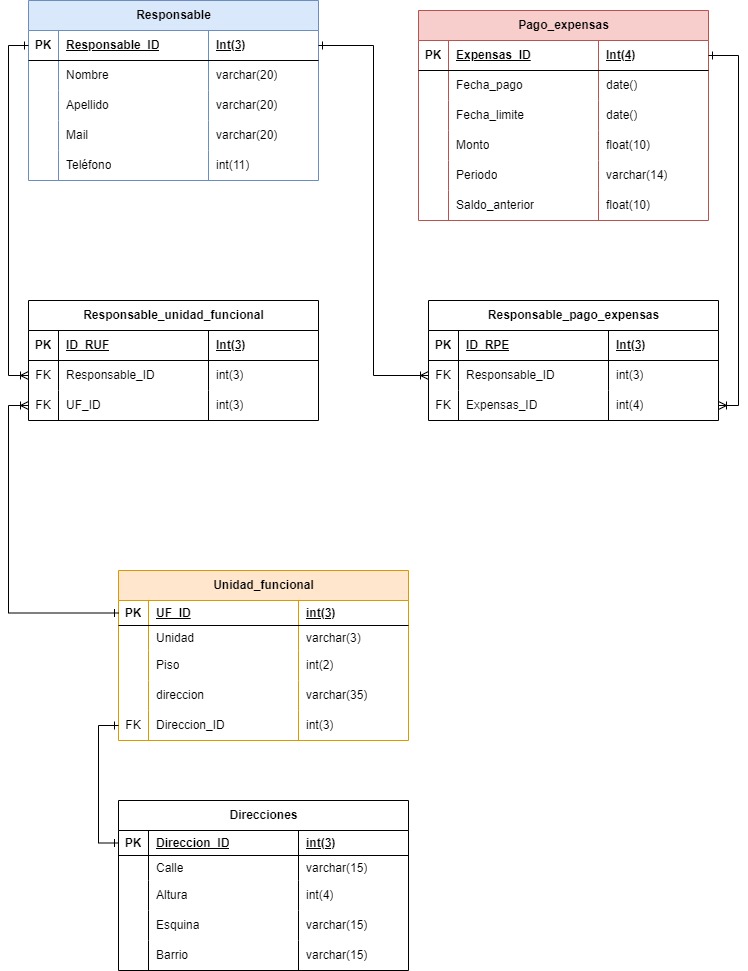 Responsable
PK Responsable_ID Int(3)
Nombre varchar(20)
Apellido varchar(20)
Mail varchar(20)
Teléfono int(11)
Pago_expensas
PK Expensas_ID Int(4)
Fecha_pago date()
Fecha_limite date()
Monto float(10)
Periodo varchar(14)
Saldo_anterior float(10)
Responsable_unidad_funcional
PK ID_RUF Int(3)
FK Responsable_ID int(3)
FK UF_ID int(3)
Responsable_pago_expensas
PK ID_RPE Int(3)
FK Responsable_ID int(3)
FK Expensas_ID int(4)
Unidad_funcional
PK UF_ID int(3)
Unidad varchar(3)
Piso int(2)
direccion varchar(35)
FK Direccion_ID int(3)
Direcciones
PK Direccion_ID int(3)
Calle varchar(15)
Altura int(4)
Esquina varchar(15)
Barrio varchar(15)